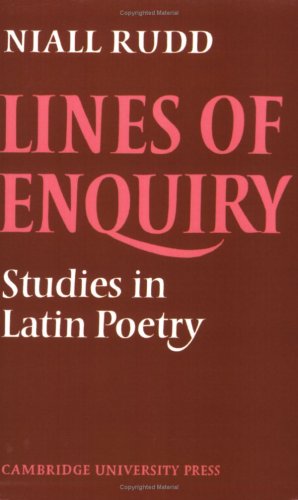 NIALL RUDD
LINES OF
ENQUIRY
Studies in
Latin Poetry
CAMBRIDGE UNIVERSITY PRESS